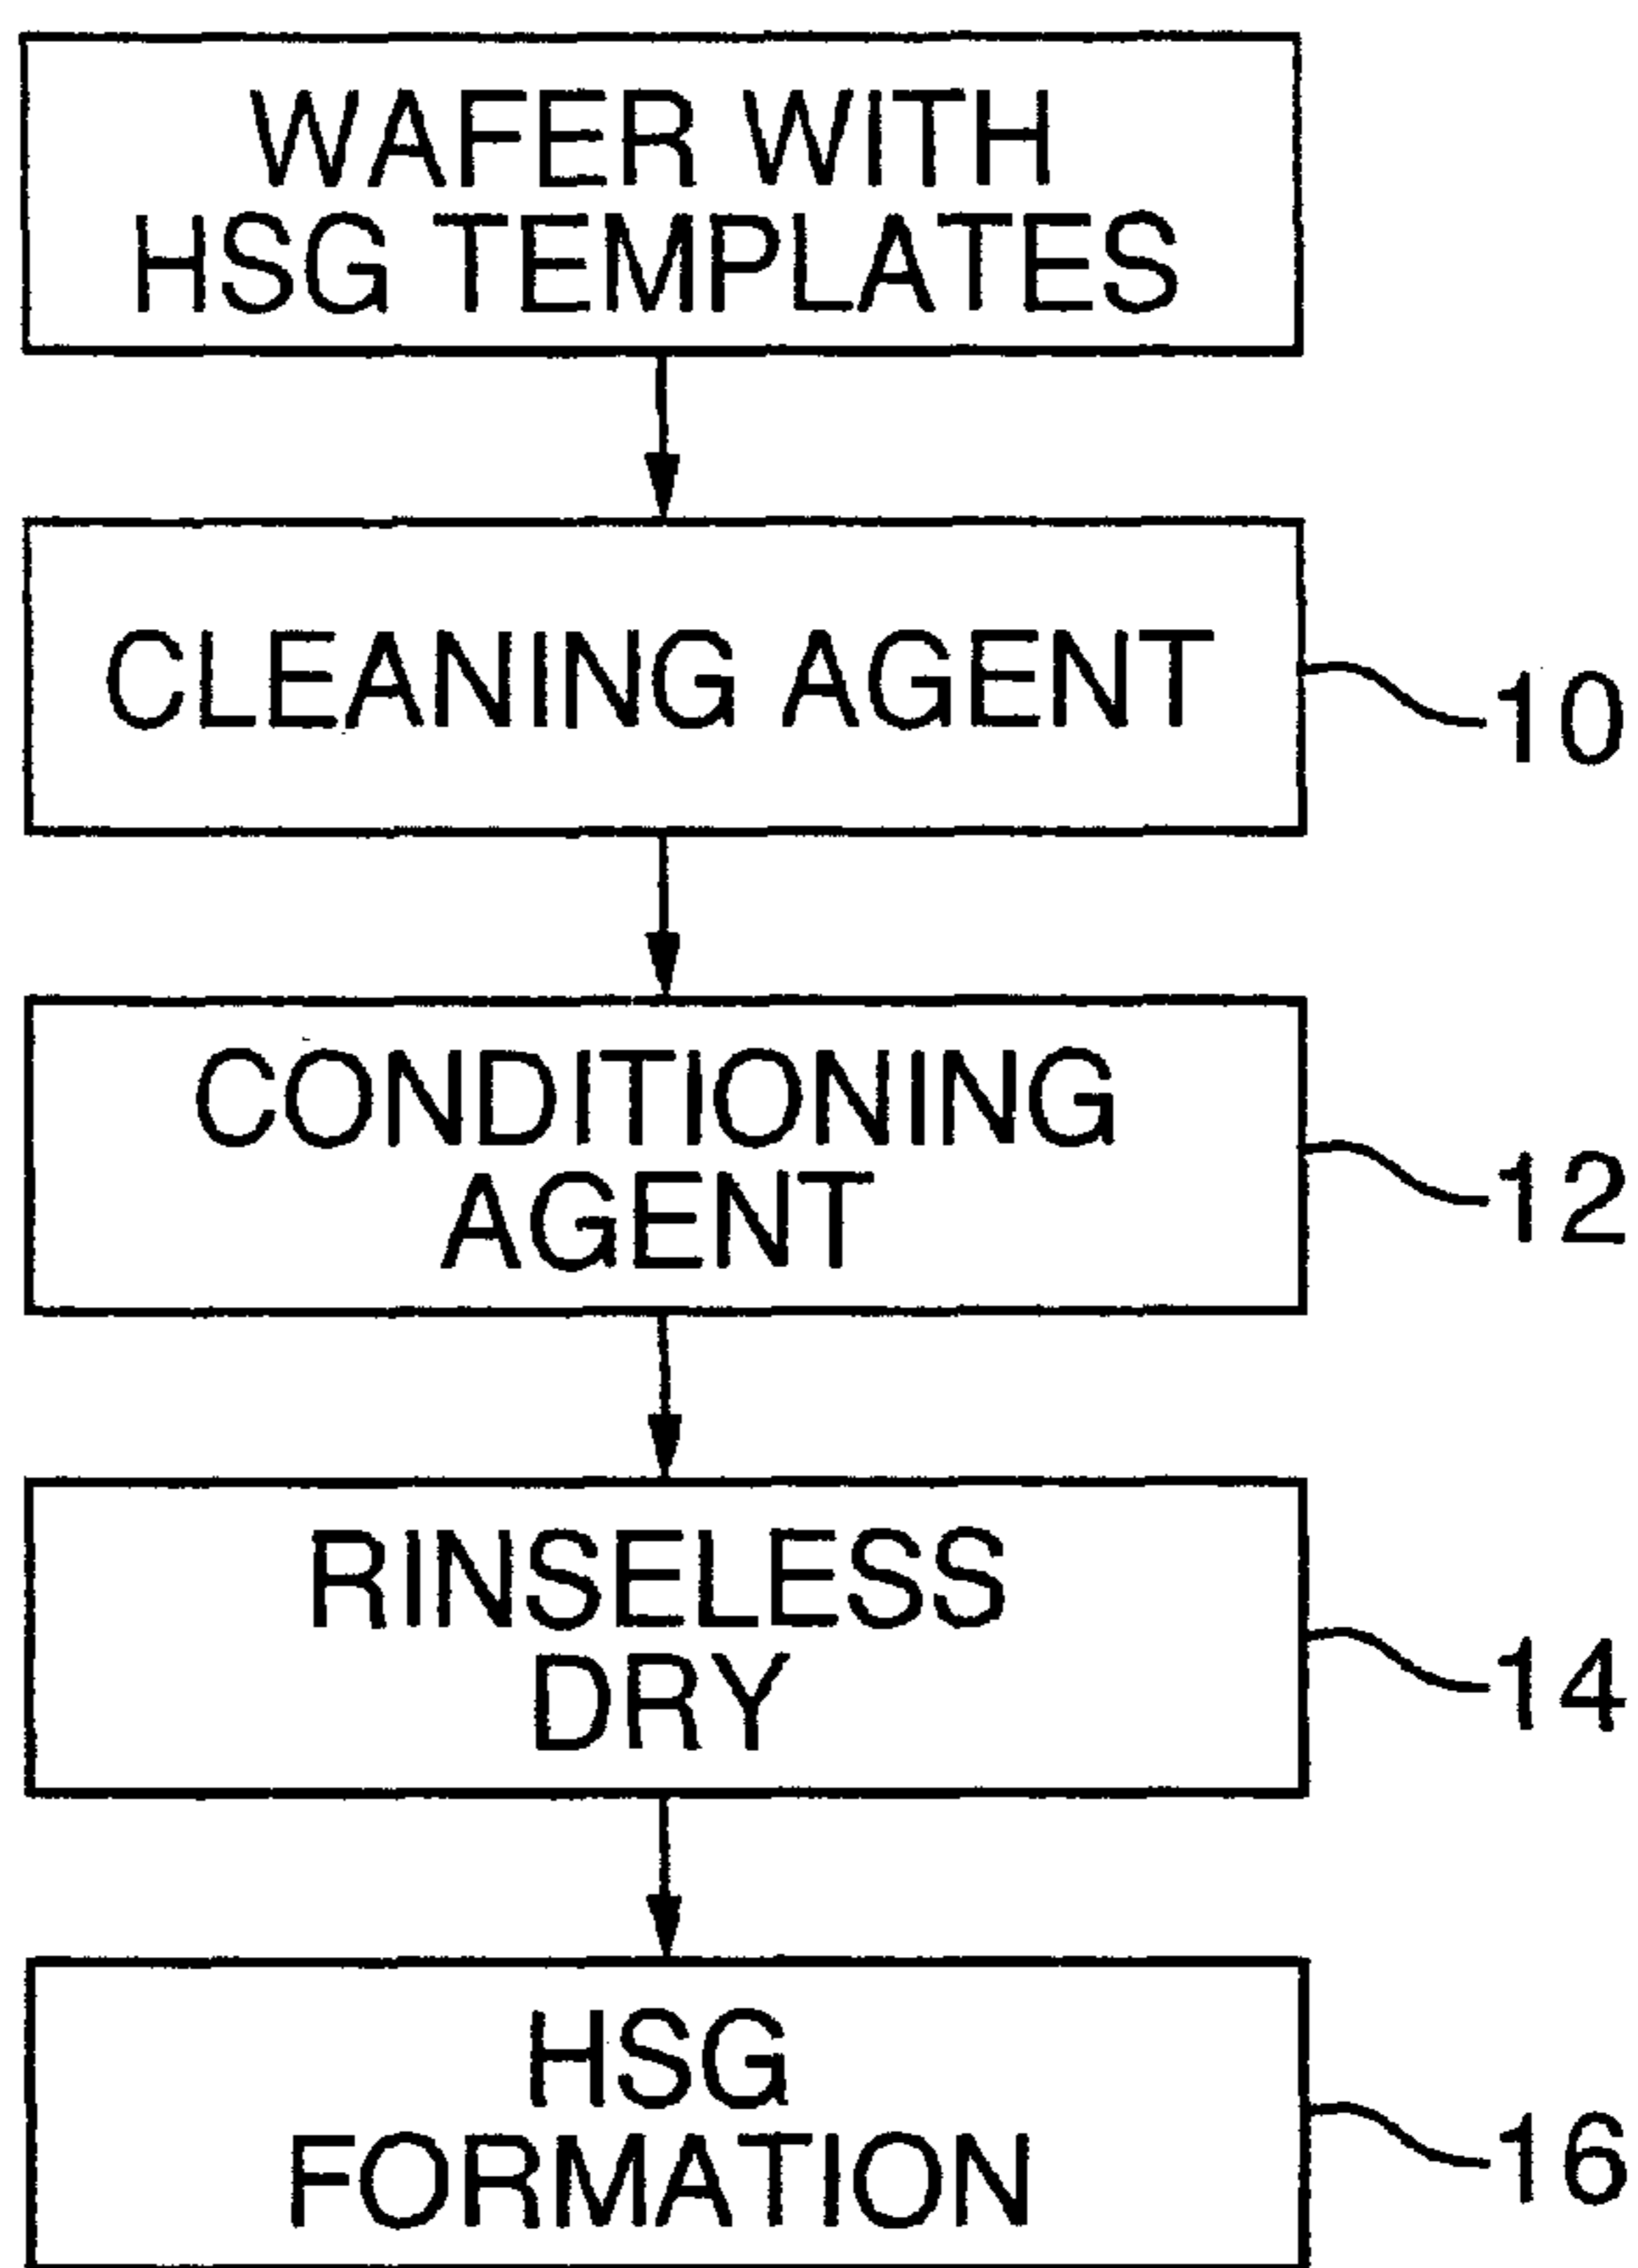 WAFER WITH
HSG TEMPLATES
CLEANING AGENT
10
CONDITIONING
AGENT
12
RINSELESS
DRY
14
HSG
FORMATION
16